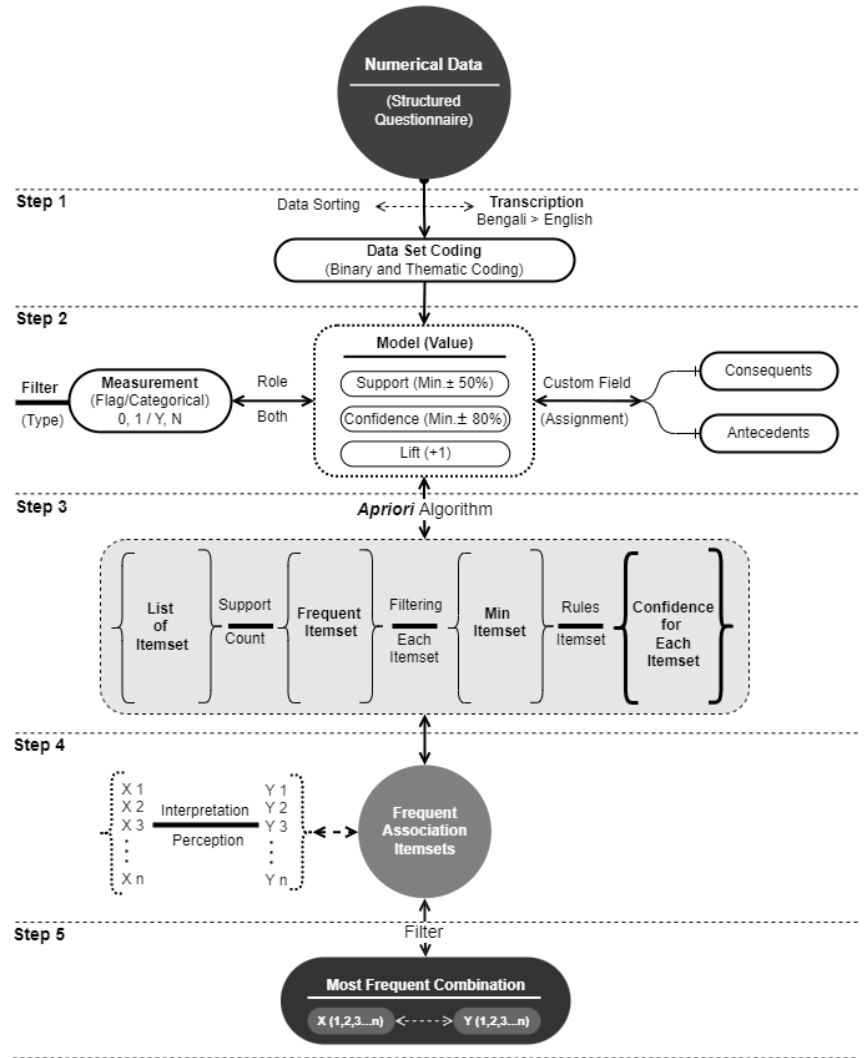 Numerical Data
(Structured
Questionnaire)
Step 1
Data Sorting
Transcription
Bengali > English
Data Set Coding
(Binary and Thematic Coding)
Step 2
Filter
(Type)
Measurement
(Flag/Categorical)
0, 1 / Y, N
Role
Both
Model (Value)
Support (Min.± 50%)
Confidence (Min.± 80%)
Lift (+1)
Custom Field
(Assignment)
Consequents
Antecedents
Step 3
Apriori Algorithm
List
of
Itemset
Support
Count
Frequent
Itemset
Filtering
Each
Itemset
Min
Itemset
Rules
Itemset
Confidence
for
Each
Itemset
Step 4
X 1
X 2
X 3
X n
Interpretation
Perception
Y 1
Y 2
Y 3
Y n
Frequent
Association
Itemsets
Step 5
Filter
Most Frequent Combination
X (1,2,3...n)
Y (1,2,3...n)